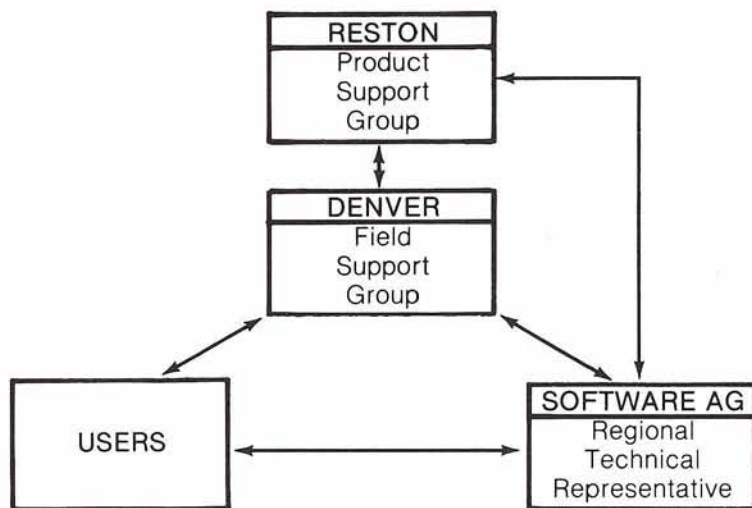 RESTON
Product
Support
Group
DENVER
Field
Support
Group
USERS
SOFTWARE AG
Regional
Technical
Representative